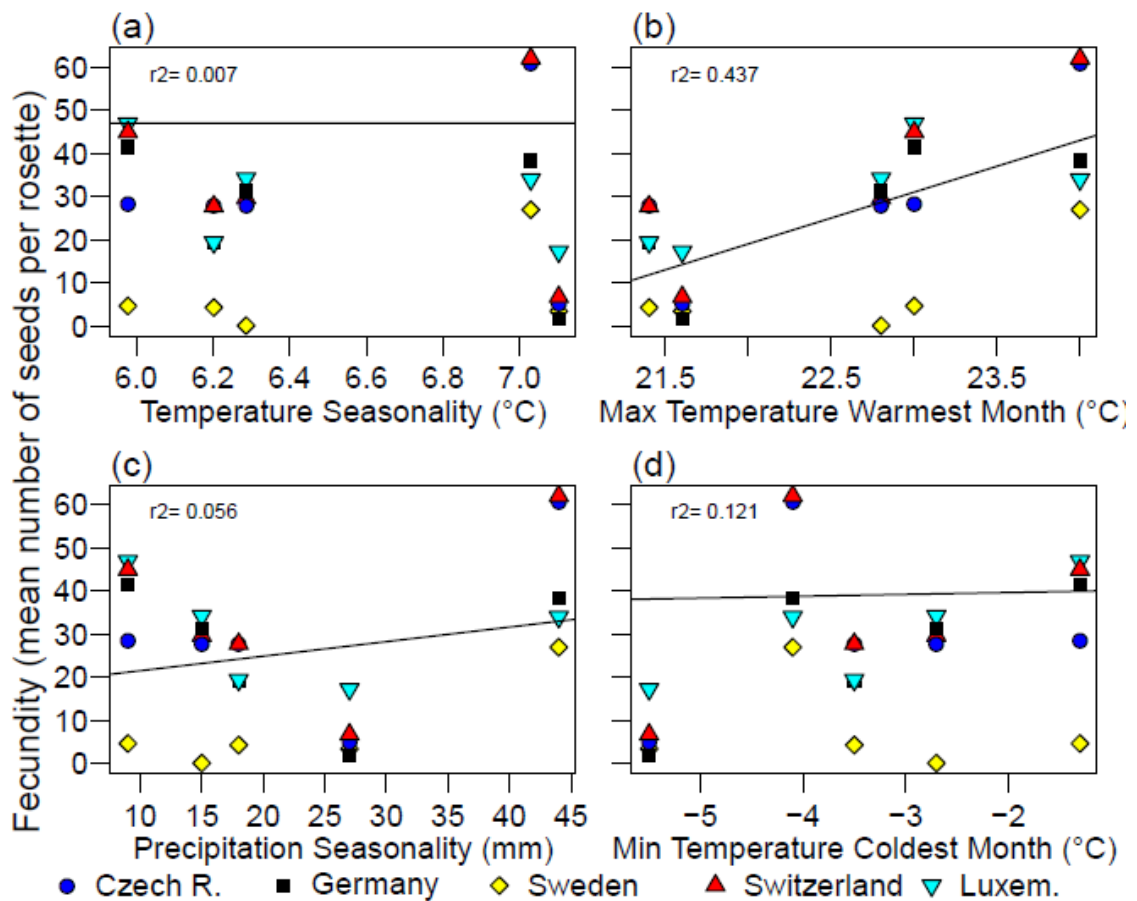 Fecundity (mean number of seeds per rosette)
(a)
r2= 0.007
60
50
40
30
20
10
0
6.0 6.2 6.4 6.6 6.8 7.0
Temperature Seasonality (°C)
(b)
r2= 0.437
21.5 22.5 23.5
Max Temperature Warmest Month (°C)
(c)
r2= 0.056
60
50
40
30
20
10
0
10 15 20 25 30 35 40 45
Precipitation Seasonality (mm)
(d)
r2= 0.121
−5 −4 −3 −2
Min Temperature Coldest Month (°C)
Czech R. Germany Sweden Switzerland Luxem.